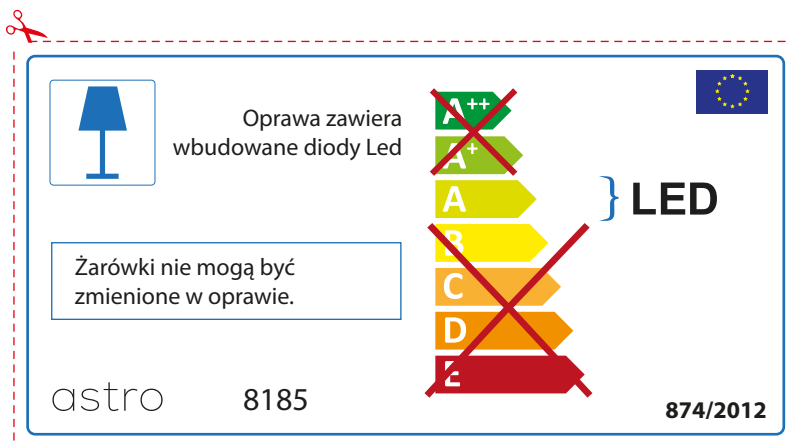 Oprawa zawiera
wbudowane diody Led
A++
A+
A
B
C
D
E
LED
Żarówki nie mogą być
zmienione w oprawie.
astro
8185
874/2012